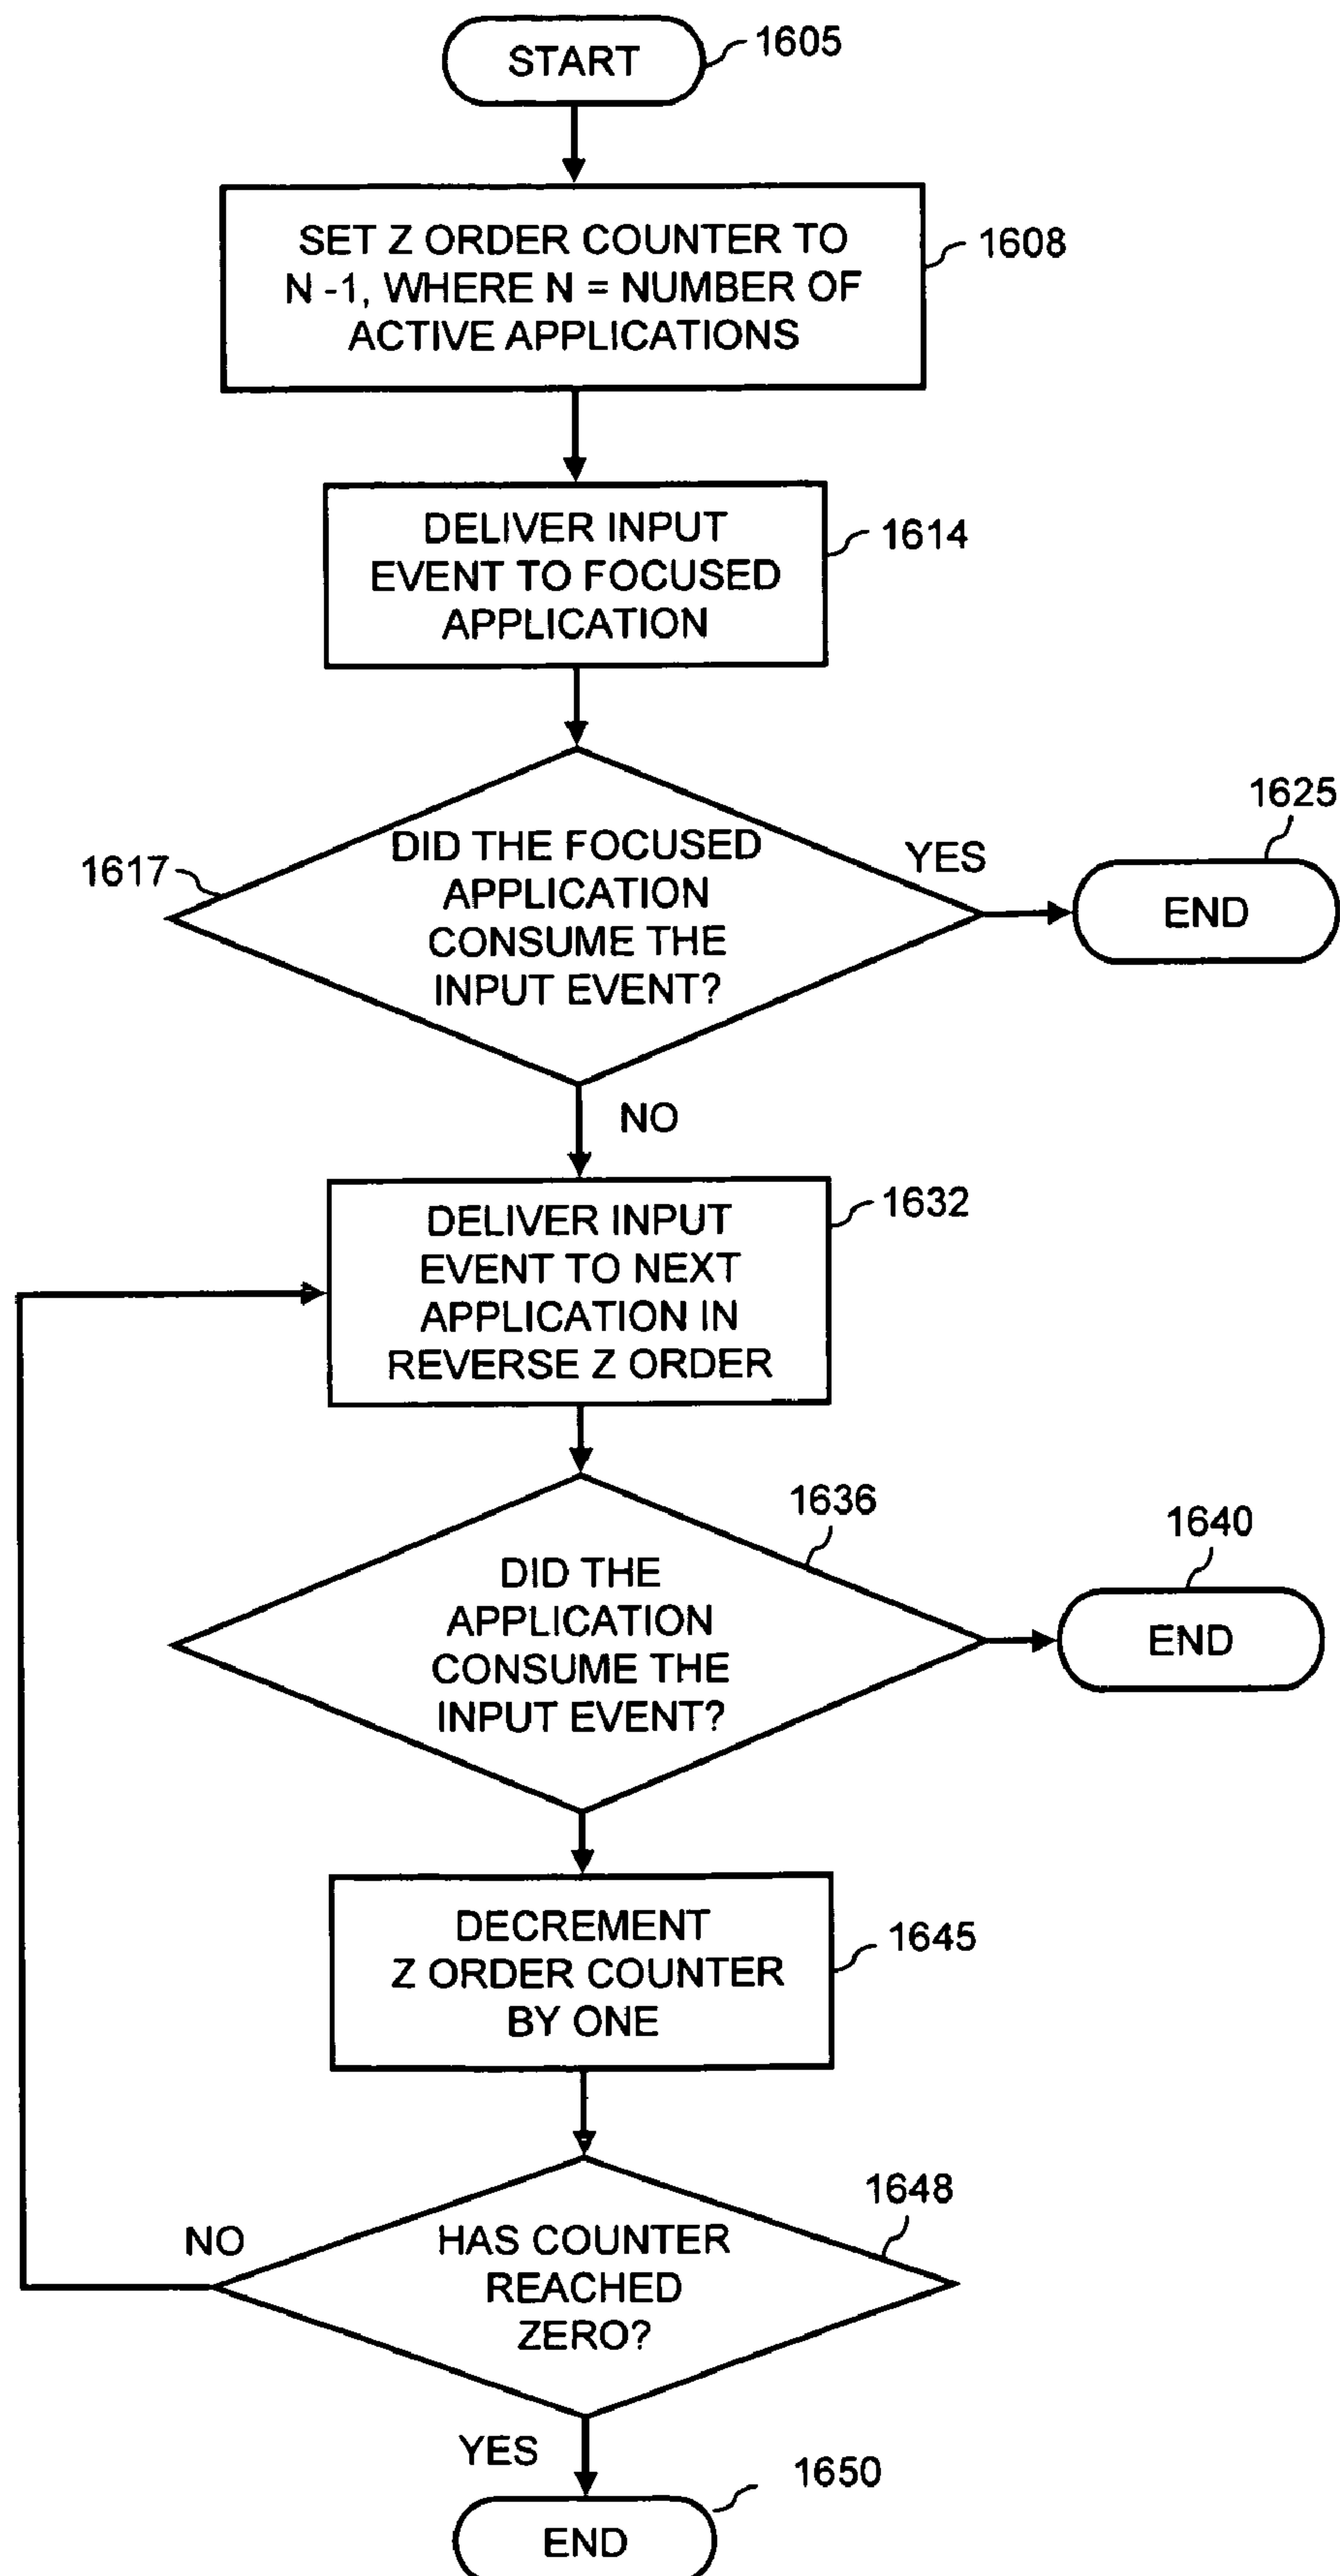 START
1605
SET Z ORDER COUNTER TO
N -1, WHERE N = NUMBER OF
ACTIVE APPLICATIONS
1608
DELIVER INPUT
EVENT TO FOCUSED
APPLICATION
1614
1617
DID THE FOCUSED
APPLICATION
CONSUME THE
INPUT EVENT?
YES
1625
END
NO
DELIVER INPUT
EVENT TO NEXT
APPLICATION IN
REVERSE Z ORDER
1632
DID THE
APPLICATION
CONSUME THE
INPUT EVENT?
1636
1640
END
DECREMENT
Z ORDER COUNTER
BY ONE
1645
NO
HAS COUNTER
REACHED
ZERO?
1648
YES
1650
END